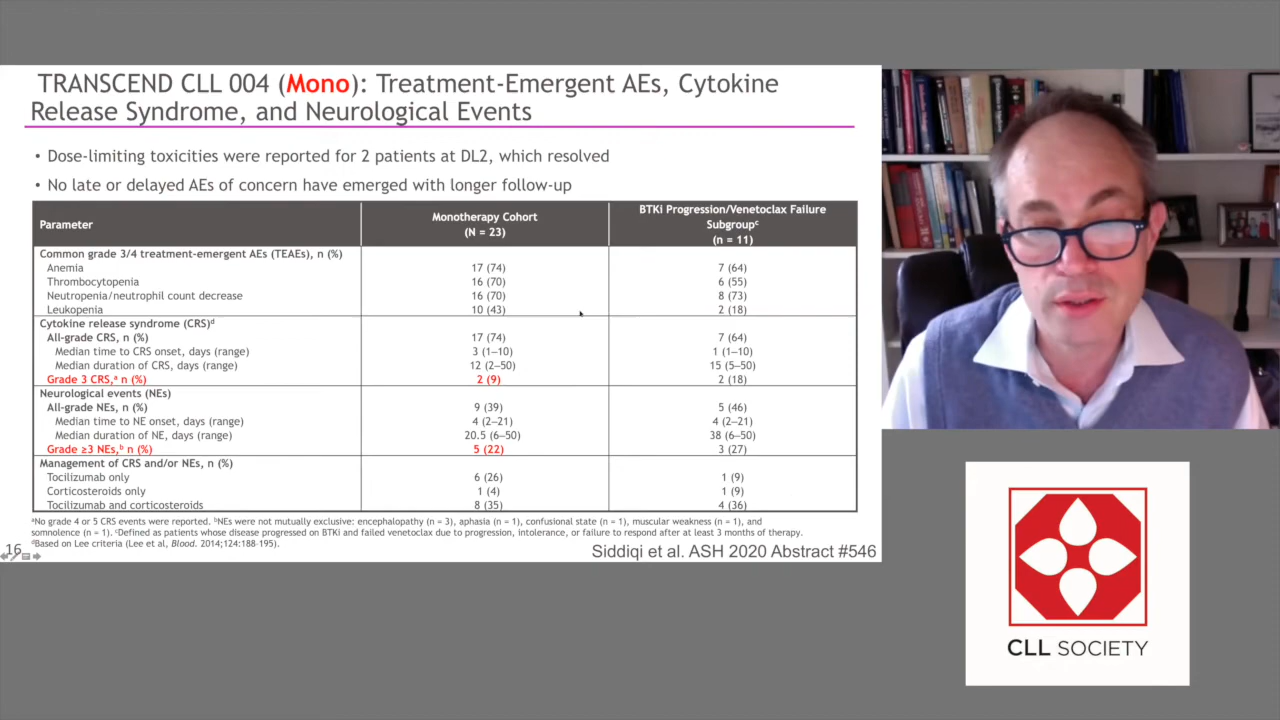 TRANSCEND CLL 004 (Mono): Treatment-Emergent AEs, Cytokine
Release Syndrome, and Neurological Events
• Dose-limiting toxicities were reported for 2 patients at DL2, which resolved
• No late or delayed AEs of concern have emerged with longer follow-up
Parameter
Monotherapy Cohort
(N = 23)
BTKi Progression/Venetoclax Failure
Subgroupᶜ
(n = 11)
Common grade 3/4 treatment-emergent AEs (TEAEs), n (%)
Anemia 17 (74) 7 (64)
Thrombocytopenia 16 (70) 6 (55)
Neutropenia/neutrophil count decrease 16 (70) 8 (73)
Leukopenia 10 (43) 2 (18)
Cytokine release syndrome (CRS)ᵈ
All-grade CRS, n (%) 17 (74) 7 (64)
Median time to CRS onset, days (range) 3 (1–10) 1 (1–10)
Median duration of CRS, days (range) 12 (2–50) 15 (5–50)
Grade 3 CRS,ᵃ n (%) 2 (9) 2 (18)
Neurological events (NEs)
All-grade NEs, n (%) 9 (39) 5 (46)
Median time to NE onset, days (range) 4 (2–21) 4 (2–21)
Median duration of NE, days (range) 20.5 (6–50) 38 (6–50)
Grade ≥3 NEs,ᵇ n (%) 5 (22) 3 (27)
Management of CRS and/or NEs, n (%)
Tocilizumab only 6 (26) 1 (9)
Corticosteroids only 1 (4) 1 (9)
Tocilizumab and corticosteroids 8 (35) 4 (36)
ᵃNo grade 4 or 5 CRS events were reported. ᵇNEs were not mutually exclusive: encephalopathy (n = 3), aphasia (n = 1), confusional state (n = 1), muscular weakness (n = 1), and
somnolence (n = 1). ᶜDefined as patients whose disease progressed on BTKi and failed venetoclax due to progression, intolerance, or failure to respond after at least 3 months of therapy.
ᵈBased on Lee criteria (Lee et al, Blood. 2014;124:188-195).
16
Siddiqi et al. ASH 2020 Abstract #546
CLL SOCIETY